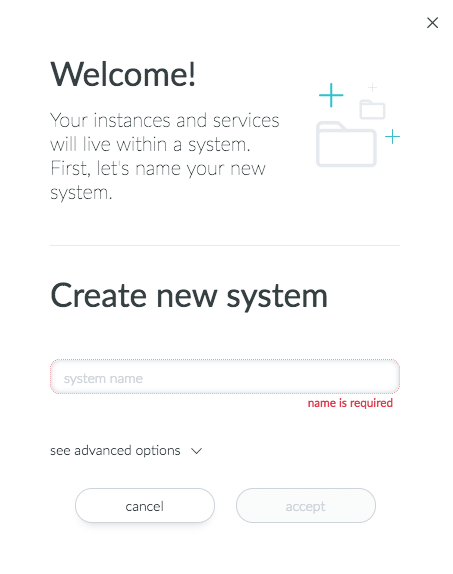 Welcome!
Your instances and services
will live within a system.
First, let's name your new
system.
Create new system
system name
name is required
see advanced options
cancel
accept